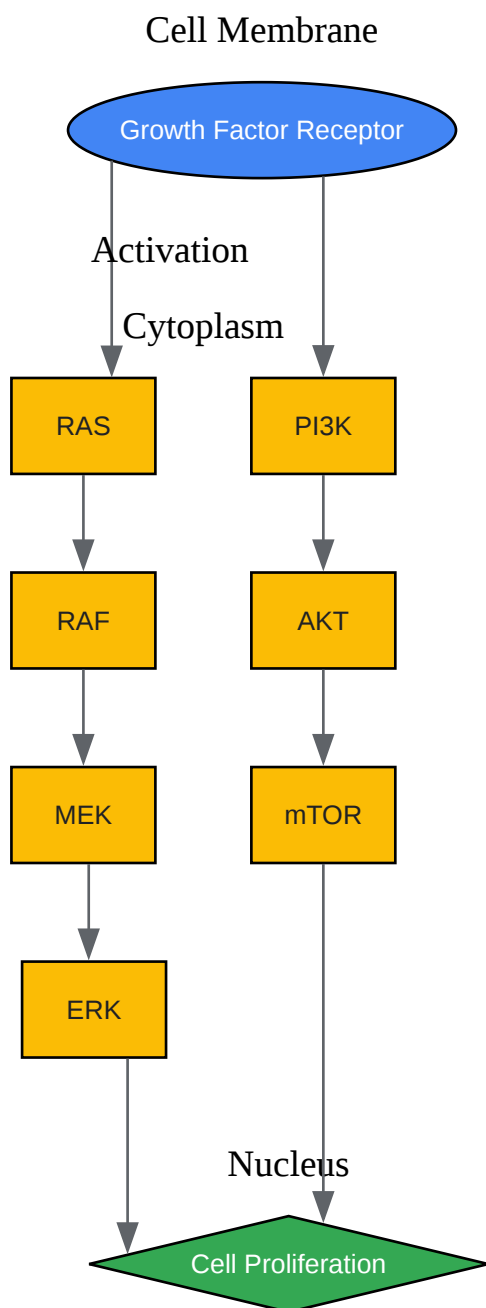 Cell Membrane
Growth Factor Receptor
Activation
Cytoplasm
RAS
PI3K
RAF
AKT
MEK
mTOR
ERK
Nucleus
Cell Proliferation